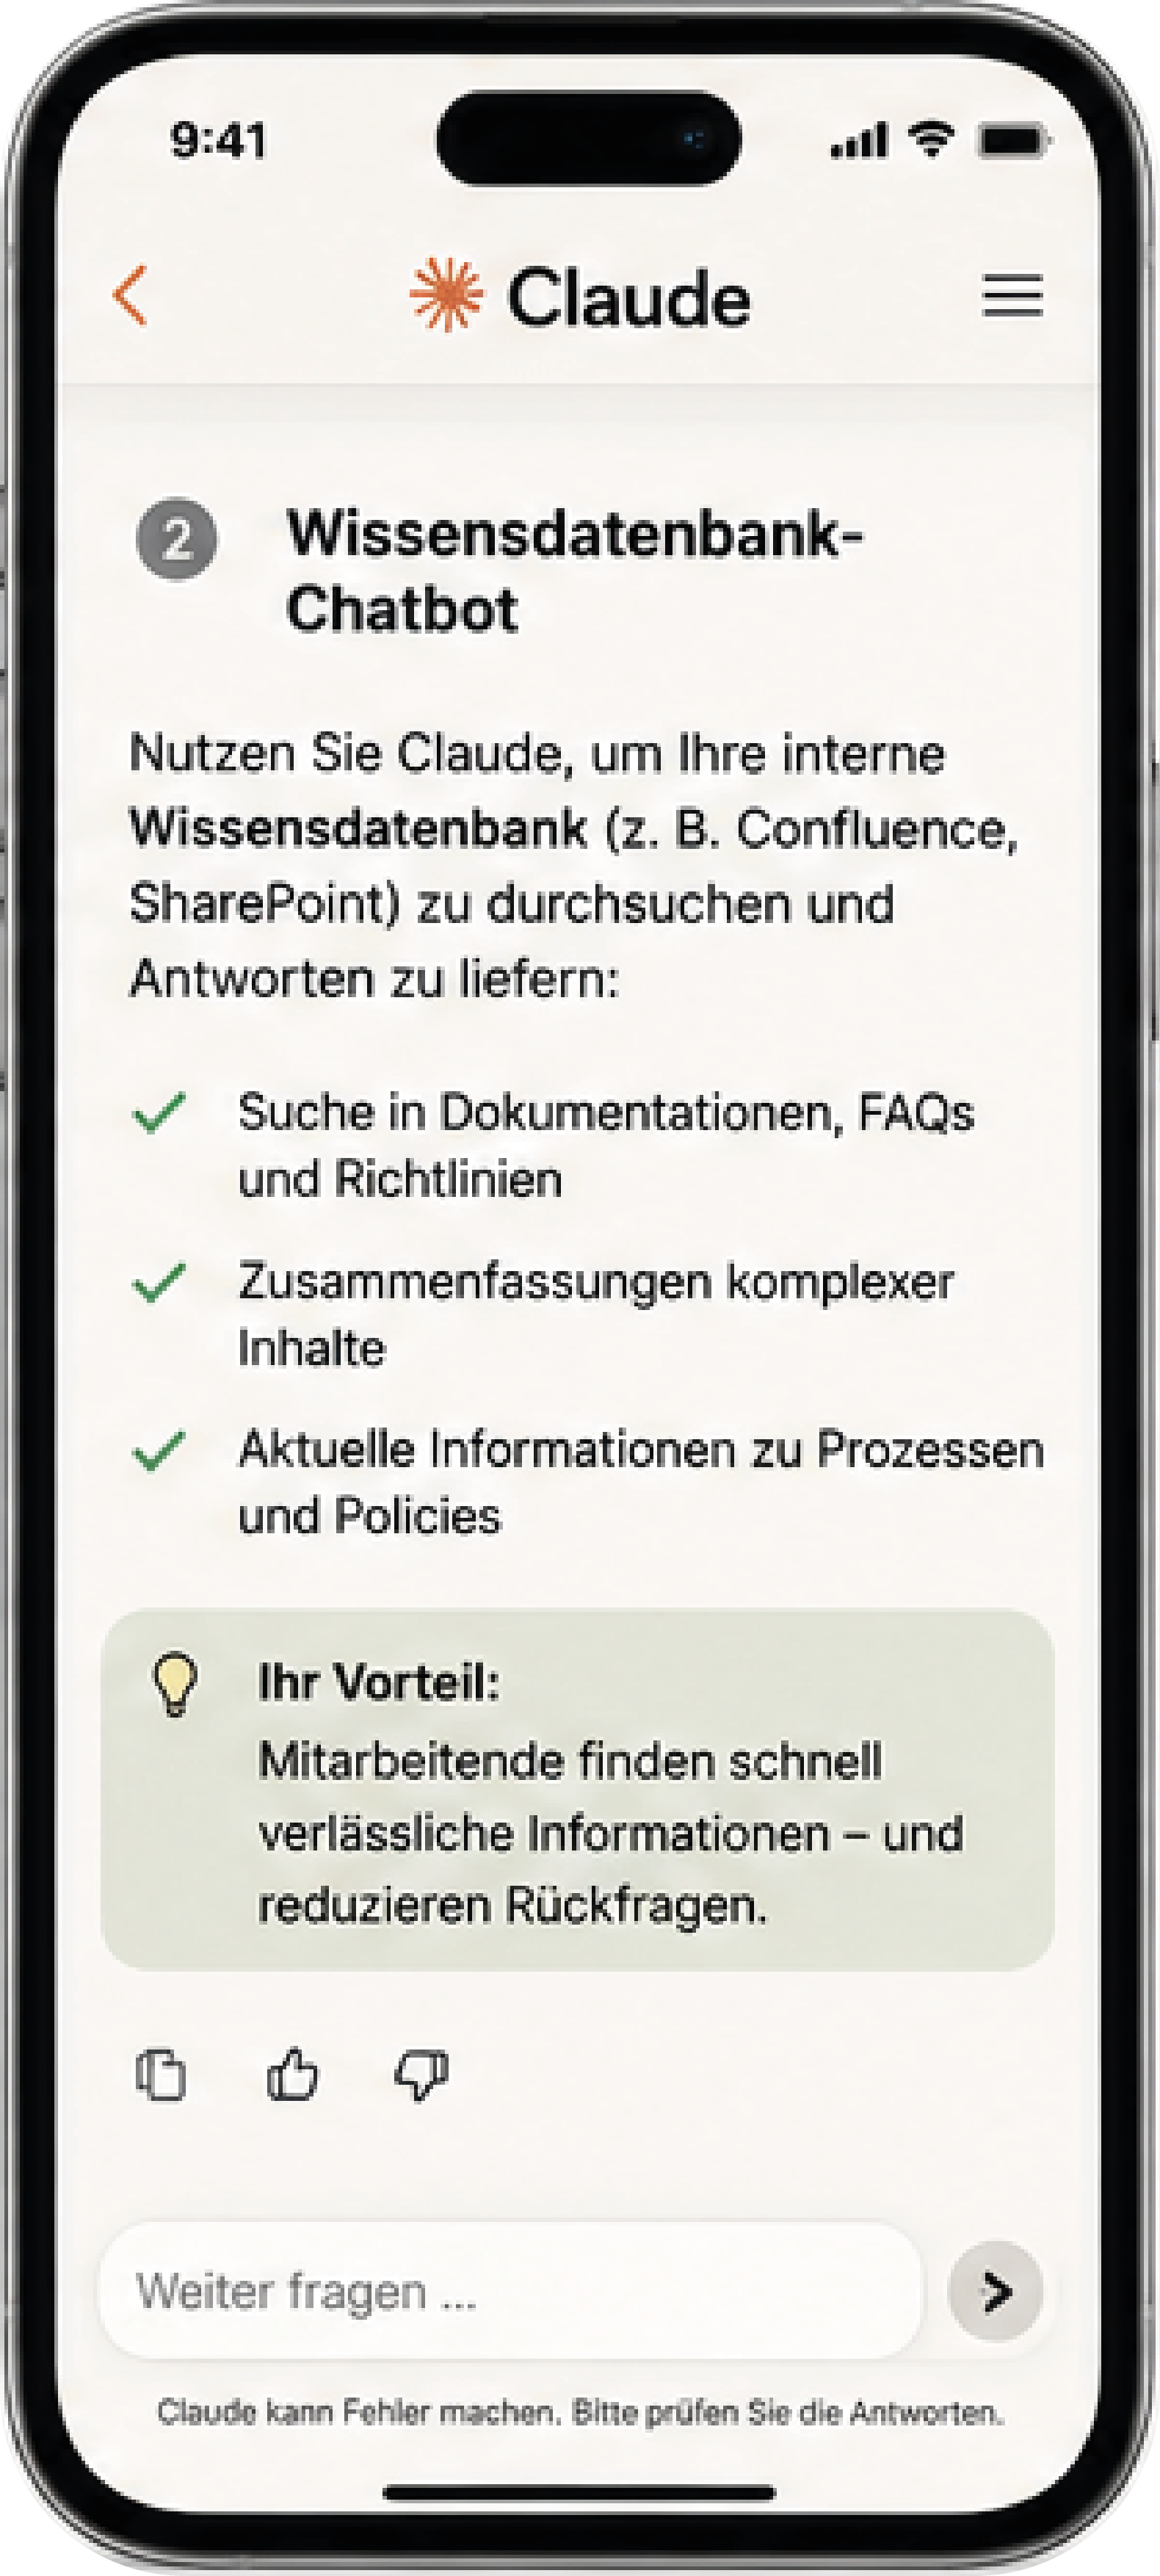 9:41
Claude
2
Wissensdatenbank-
Chatbot
Nutzen Sie Claude, um Ihre interne
Wissensdatenbank (z. B. Confluence,
SharePoint) zu durchsuchen und
Antworten zu liefern:
Suche in Dokumentationen, FAQs
und Richtlinien
Zusammenfassungen komplexer
Inhalte
Aktuelle Informationen zu Prozessen
und Policies
Ihr Vorteil:
Mitarbeitende finden schnell
verlässliche Informationen – und
reduzieren Rückfragen.
Weiter fragen ...
Claude kann Fehler machen. Bitte prüfen Sie die Antworten.